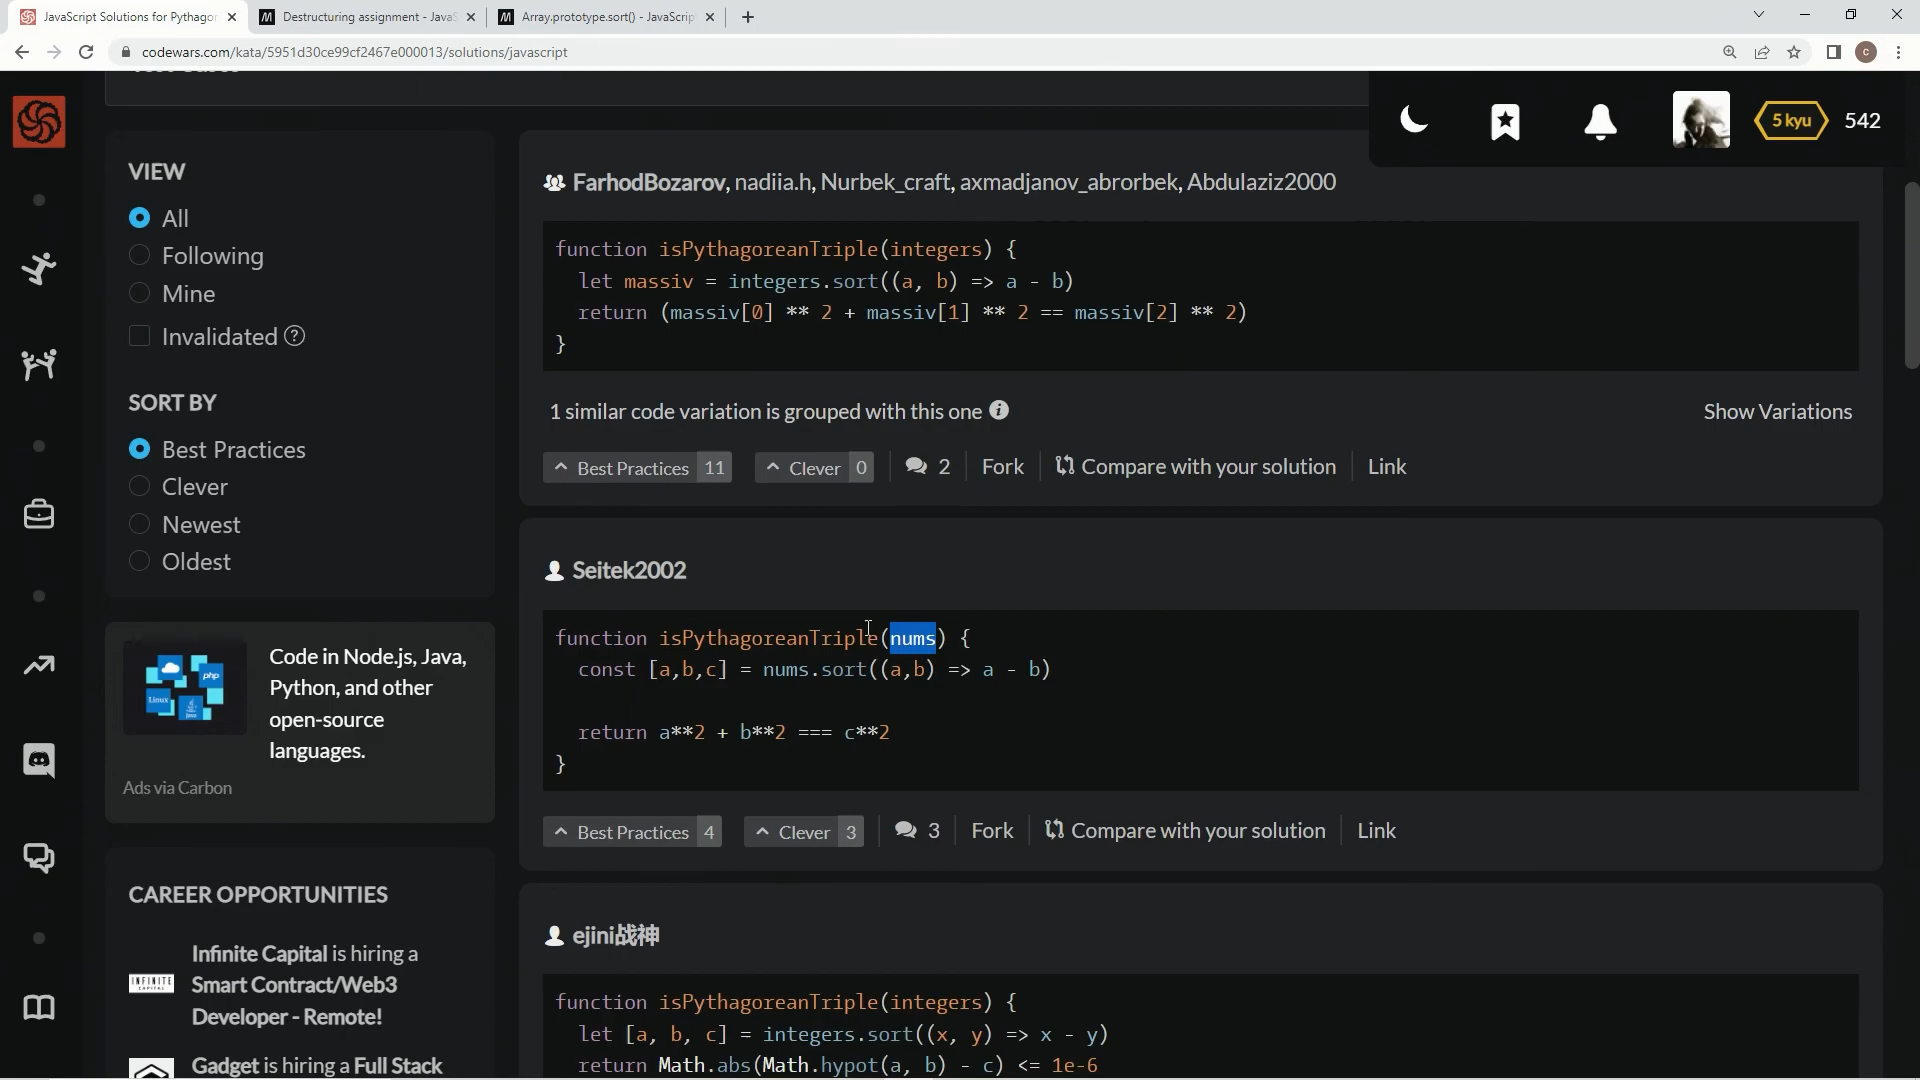 JavaScript Solutions for Pythagor
Destructuring assignment - JavaS
Array.prototype.sort() - JavaScrip
codewars.com/kata/5951d30ce99cf2467e000013/solutions/javascript
C
5 kyu
542
VIEW
All
Following
Mine
Invalidated ?
SORT BY
Best Practices
Clever
Newest
Oldest
Code in Node.js, Java,
Python, and other
open-source
languages.
Ads via Carbon
CAREER OPPORTUNITIES
INFINITE
CAPITAL
Infinite Capital is hiring a
Smart Contract/Web3
Developer - Remote!
Gadget is hiring a Full Stack
FarhodBozarov, nadiia.h, Nurbek_craft, axmadjanov_abrorbek, Abdulaziz2000
function isPythagoreanTriple(integers) {
let massiv = integers.sort((a, b) => a - b)
return (massiv[0] ** 2 + massiv[1] ** 2 == massiv[2] ** 2)
}
1 similar code variation is grouped with this one i
Show Variations
Best Practices 11 Clever 0 2 Fork Compare with your solution Link
Seitek2002
function isPythagoreanTriple(nums) {
const [a,b,c] = nums.sort((a,b) => a - b)
return a**2 + b**2 === c**2
}
Best Practices 4 Clever 3 3 Fork Compare with your solution Link
ejini战神
function isPythagoreanTriple(integers) {
let [a, b, c] = integers.sort((x, y) => x - y)
return Math.abs(Math.hypot(a, b) - c) <= 1e-6